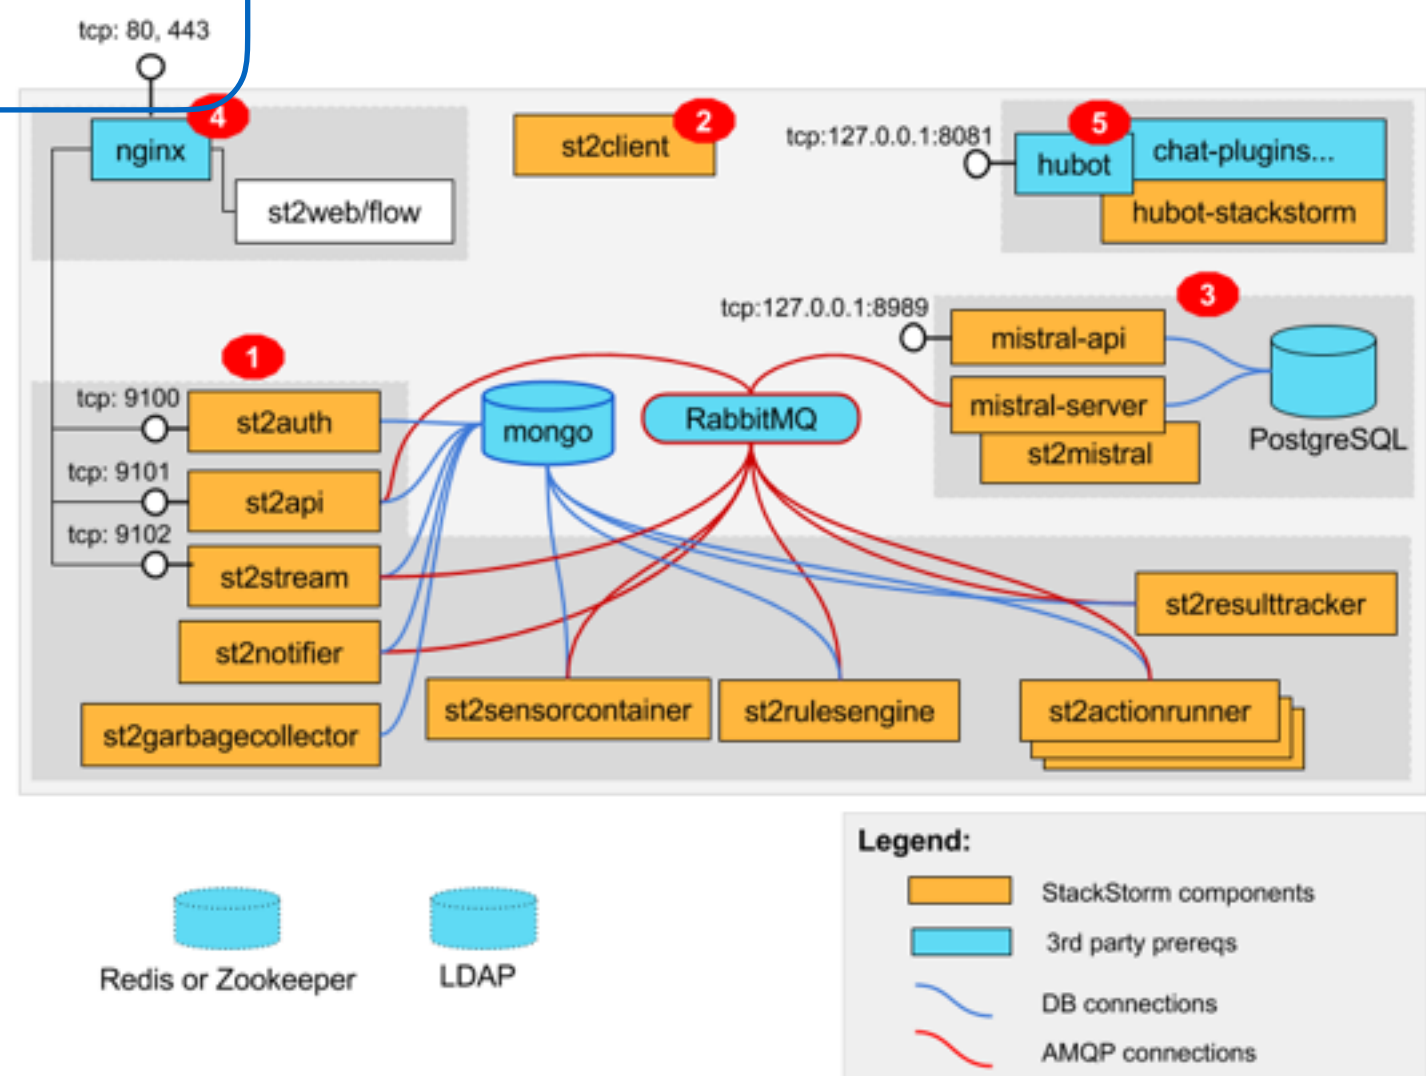 tcp: 80, 443
4
nginx
st2web/flow
2
st2client
tcp:127.0.0.1:8081
5
hubot
chat-plugins...
hubot-stackstorm
3
tcp:127.0.0.1:8989
mistral-api
mistral-server
st2mistral
PostgreSQL
1
tcp: 9100
st2auth
tcp: 9101
st2api
tcp: 9102
st2stream
st2notifier
st2garbagecollector
mongo
RabbitMQ
st2sensorcontainer
st2rulesengine
st2actionrunner
st2resulttracker
Redis or Zookeeper
LDAP
Legend:
StackStorm components
3rd party prereqs
DB connections
AMQP connections